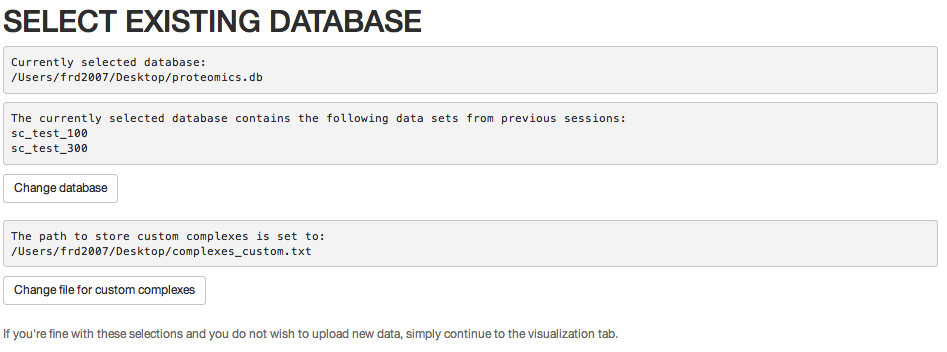 SELECT EXISTING DATABASE
Currently selected database:
/Users/frd2007/Desktop/proteomics.db
The currently selected database contains the following data sets from previous sessions:
sc_test_100
sc_test_300
Change database
The path to store custom complexes is set to:
/Users/frd2007/Desktop/complexes_custom.txt
Change file for custom complexes
If you're fine with these selections and you do not wish to upload new data, simply continue to the visualization tab.